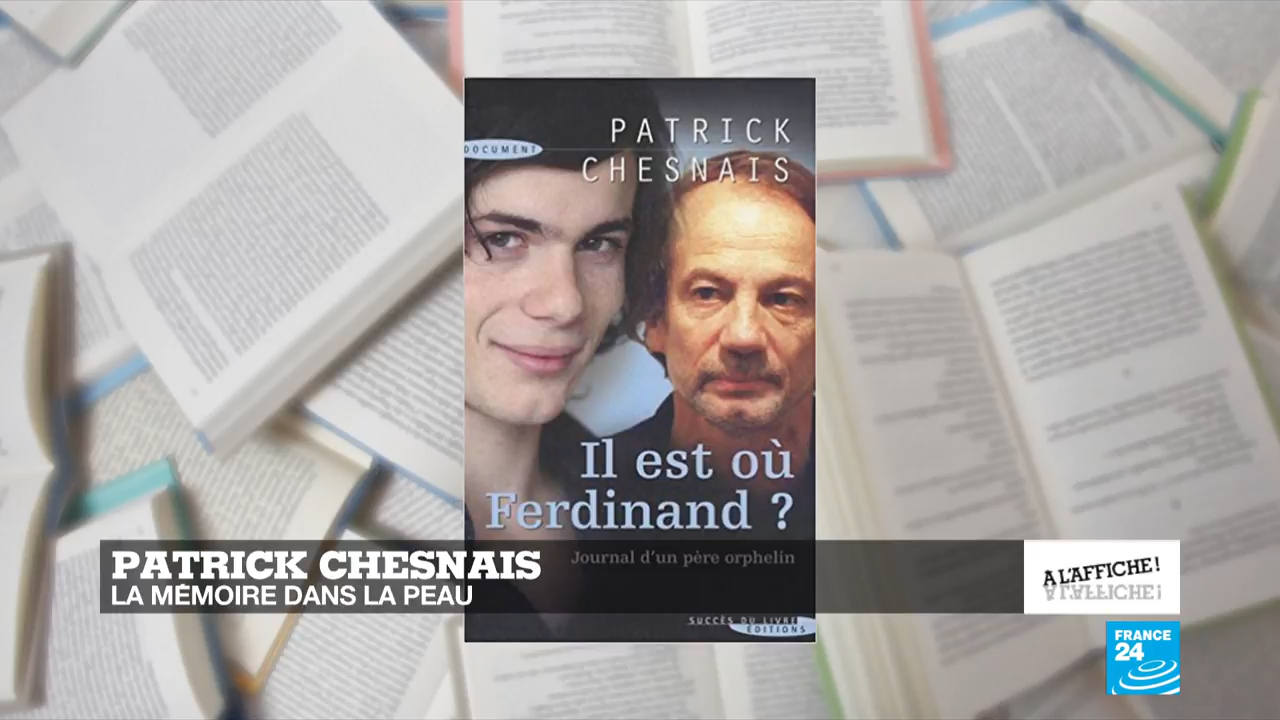 PATRICK
CHESNAIS
DOCUMENT
Il est où
Ferdinand ?
Journal d'un père orphelin
PATRICK CHESNAIS
LA MÉMOIRE DANS LA PEAU
À L'AFFICHE !
SUCCÈS DU LIVRE
ÉDITIONS
FRANCE
24